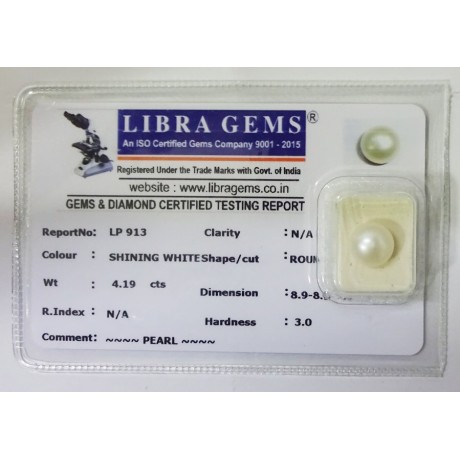 LIBRA GEMS®
An ISO Certified Gems Company 9001 - 2015
Registered Under the Trade Marks with Govt. of India
website : www.libragems.co.in
GEMS & DIAMOND CERTIFIED TESTING REPORT
ReportNo: LP 913 Clarity : N/A
Colour : SHINING WHITE Shape/cut : ROUN
Wt : 4.19 cts
Dimension : 8.9-8.
R.Index : N/A
Hardness : 3.0
Comment: ~~~~ PEARL ~~~~